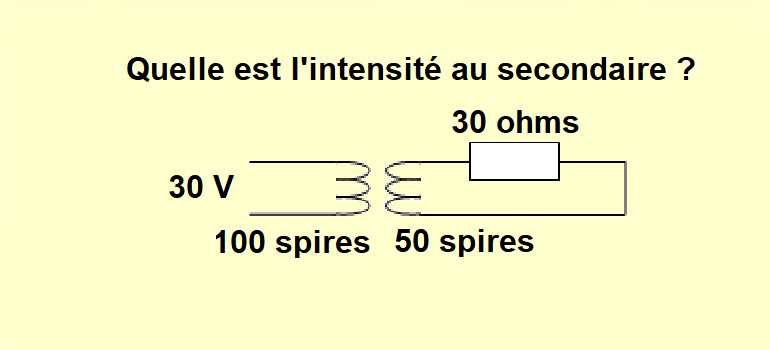 Quelle est l'intensité au secondaire ?
30 ohms
30 V
100 spires 50 spires